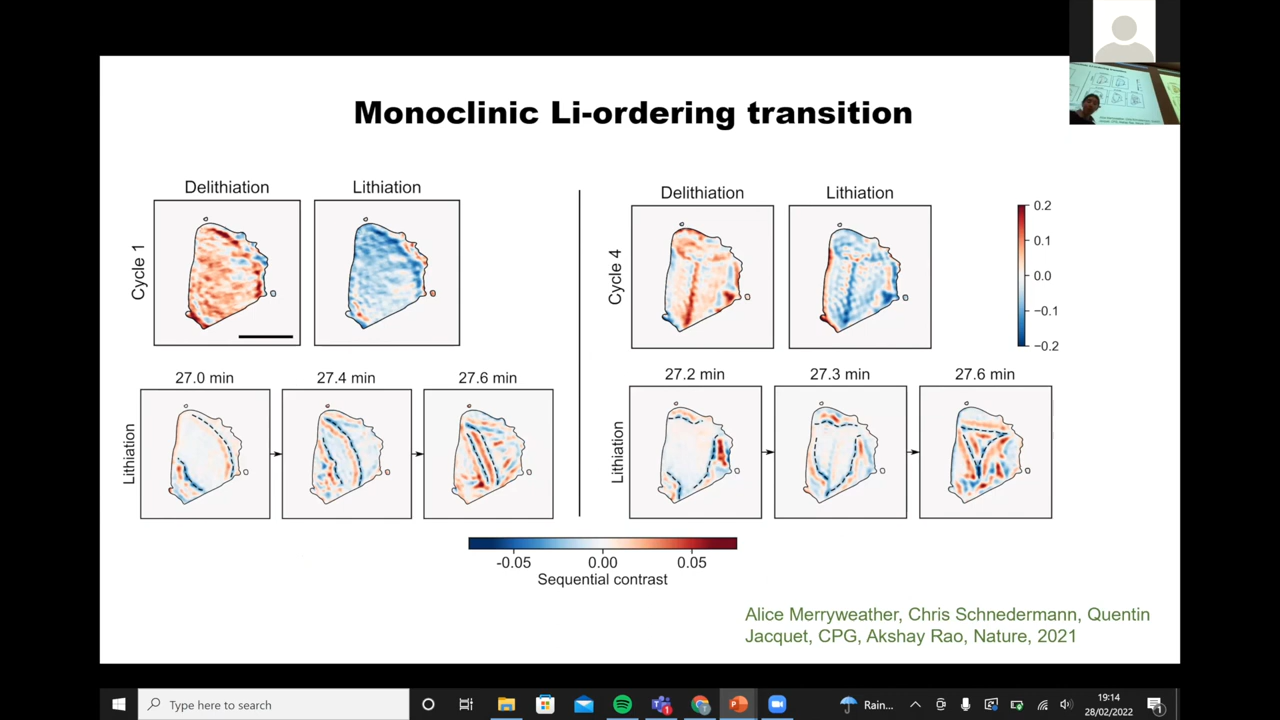 Monoclinic Li-ordering transition
Delithiation
Lithiation
Cycle 1
27.0 min
27.4 min
27.6 min
Lithiation
Delithiation
Lithiation
Cycle 4
0.2
0.1
0.0
−0.1
−0.2
27.2 min
27.3 min
27.6 min
Lithiation
-0.05
0.00
0.05
Sequential contrast
Alice Merryweather, Chris Schnedermann, Quentin
Jacquet, CPG, Akshay Rao, Nature, 2021
Type here to search
Rain...
19:14
28/02/2022